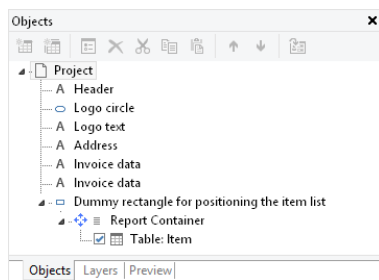 Objects
Project
Header
Logo circle
Logo text
Address
Invoice data
Invoice data
Dummy rectangle for positioning the item list
Report Container
Table: Item
Objects Layers Preview